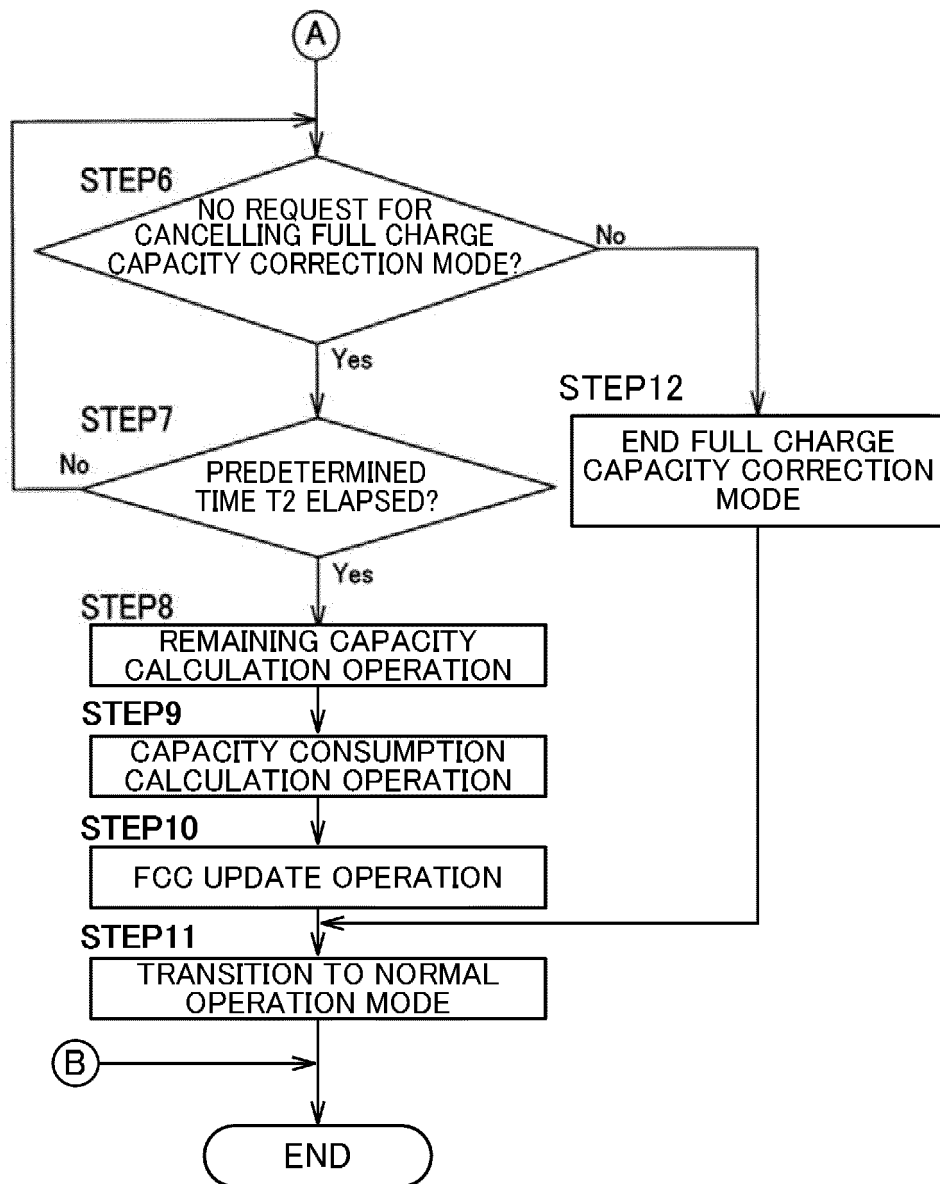 A
STEP6
NO REQUEST FOR
CANCELLING FULL CHARGE
CAPACITY CORRECTION MODE?
No
Yes
STEP12
END FULL CHARGE
CAPACITY CORRECTION
MODE
STEP7
No
PREDETERMINED
TIME T2 ELAPSED?
Yes
STEP8
REMAINING CAPACITY
CALCULATION OPERATION
STEP9
CAPACITY CONSUMPTION
CALCULATION OPERATION
STEP10
FCC UPDATE OPERATION
STEP11
TRANSITION TO NORMAL
OPERATION MODE
B
END